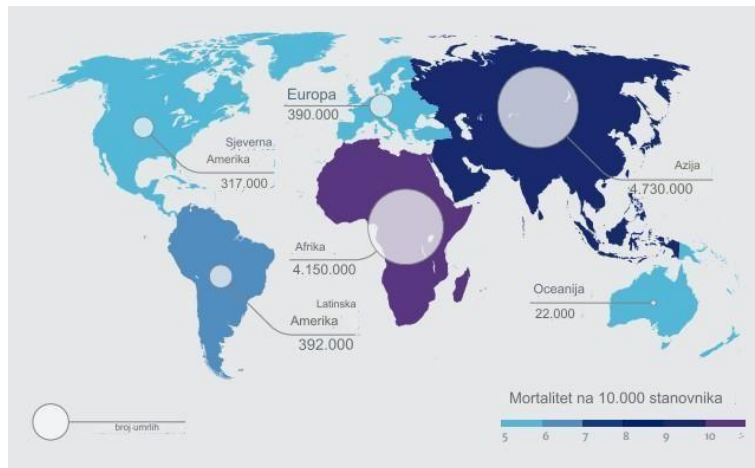 Europa
390.000
Sjeverna
Amerika
317.000
Azija
4.730.000
Afrika
4.150.000
Latinska
Amerika
392.000
Oceanija
22.000
Mortalitet na 10.000 stanovnika
5 6 7 8 9 10
broj umrlih